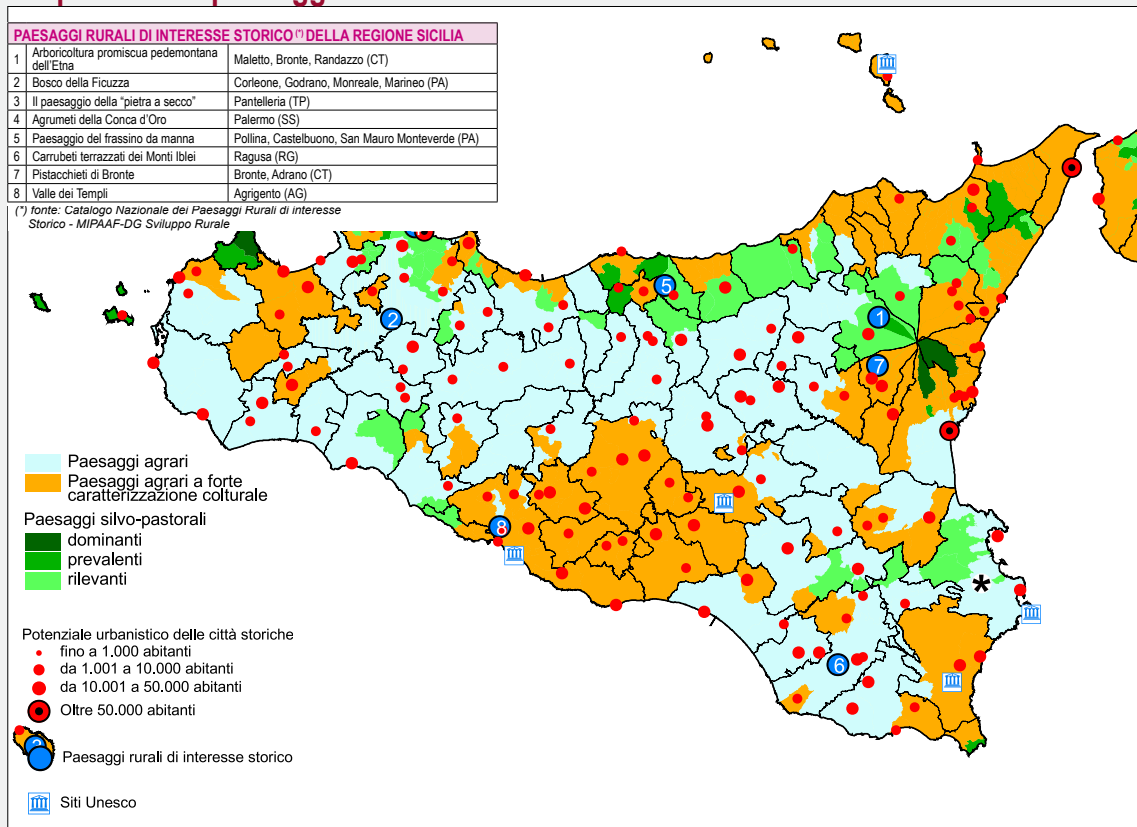 PAESAGGI RURALI DI INTERESSE STORICO (*) DELLA REGIONE SICILIA
1 Arboricoltura promiscua pedemontana dell'Etna Maletto, Bronte, Randazzo (CT)
2 Bosco della Ficuzza Corleone, Godrano, Monreale, Marineo (PA)
3 Il paesaggio della "pietra a secco" Pantelleria (TP)
4 Agrumeti della Conca d'Oro Palermo (SS)
5 Paesaggio del frassino da manna Pollina, Castelbuono, San Mauro Monteverde (PA)
6 Carrubeti terrazzati dei Monti Iblei Ragusa (RG)
7 Pistacchieti di Bronte Bronte, Adrano (CT)
8 Valle dei Templi Agrigento (AG)
(*) fonte: Catalogo Nazionale dei Paesaggi Rurali di interesse
Storico - MIPAAF-DG Sviluppo Rurale
5
2
1
7
8
*
6
Paesaggi agrari
Paesaggi agrari a forte
caratterizzazione colturale
Paesaggi silvo-pastorali
dominanti
prevalenti
rilevanti
Potenziale urbanistico delle città storiche
fino a 1.000 abitanti
da 1.001 a 10.000 abitanti
da 10.001 a 50.000 abitanti
Oltre 50.000 abitanti
3
Paesaggi rurali di interesse storico
Siti Unesco